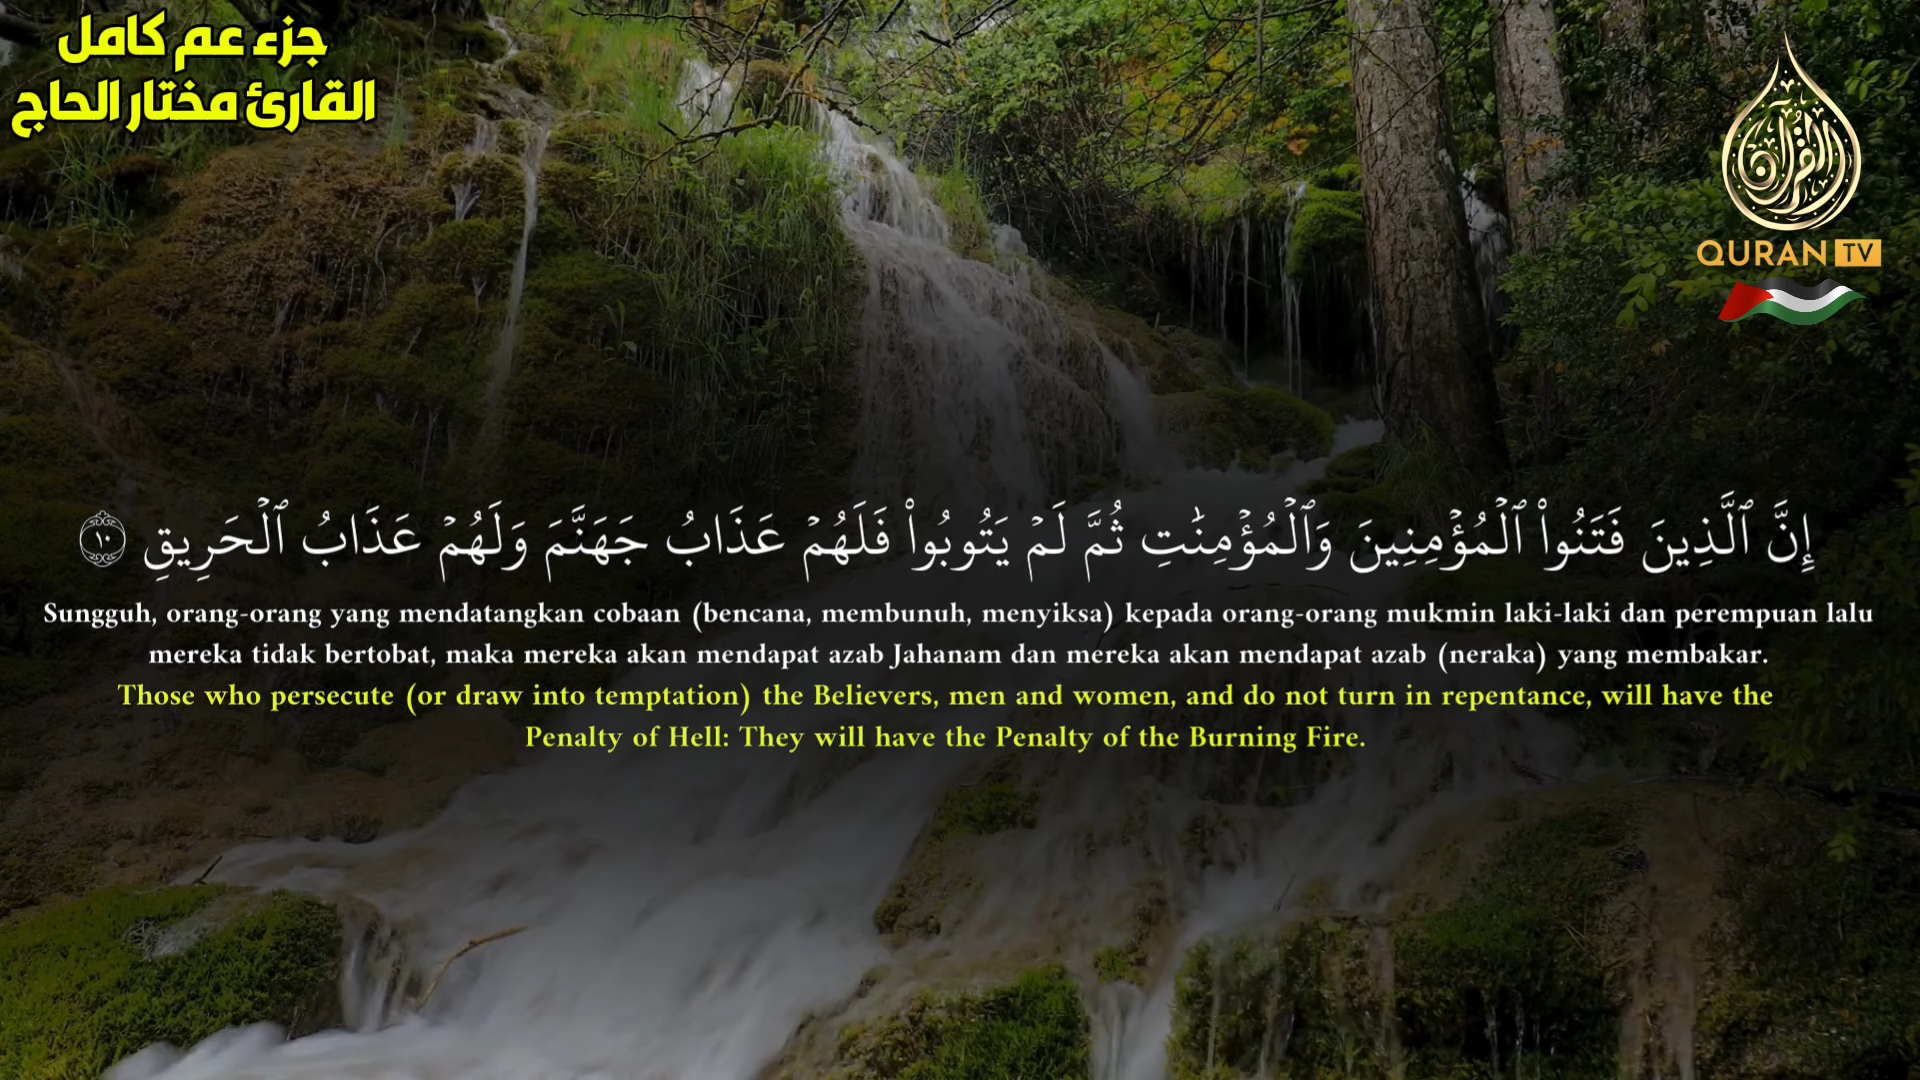 جزء عم كامل
القارئ مختار الحاج
القرآن
QURAN TV
إِنَّ ٱلَّذِينَ فَتَنُوا۟ ٱلْمُؤْمِنِينَ وَٱلْمُؤْمِنَٰتِ ثُمَّ لَمْ يَتُوبُوا۟ فَلَهُمْ عَذَابُ جَهَنَّمَ وَلَهُمْ عَذَابُ ٱلْحَرِيقِ ١٠
Sungguh, orang-orang yang mendatangkan cobaan (bencana, membunuh, menyiksa) kepada orang-orang mukmin laki-laki dan perempuan lalu
mereka tidak bertobat, maka mereka akan mendapat azab Jahanam dan mereka akan mendapat azab (neraka) yang membakar.
Those who persecute (or draw into temptation) the Believers, men and women, and do not turn in repentance, will have the
Penalty of Hell: They will have the Penalty of the Burning Fire.